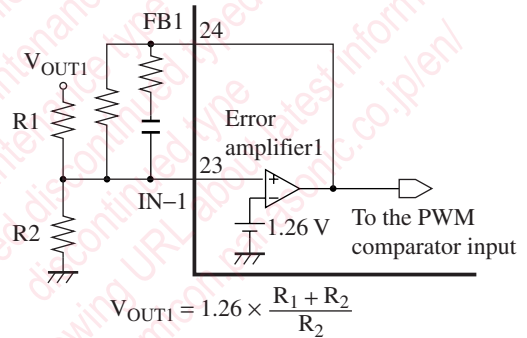 FB1
24
VOUT1
R1
Error
amplifier1
23
+
−
IN–1
1.26 V
To the PWM
comparator input
R2
VOUT1 = 1.26 × R1 + R2 / R2